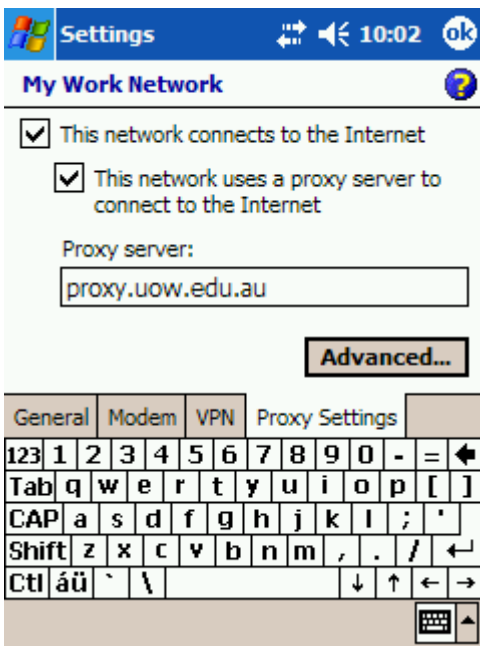 Settings 10:02 ok
My Work Network ?
This network connects to the Internet
This network uses a proxy server to
connect to the Internet
Proxy server:
proxy.uow.edu.au
Advanced...
General Modem VPN Proxy Settings
123 1 2 3 4 5 6 7 8 9 0 - =
Tab q w e r t y u i o p [ ]
CAP a s d f g h j k l ; '
Shift z x c v b n m , . / ↵
Ctl áü ` \ ↓ ↑ ← →